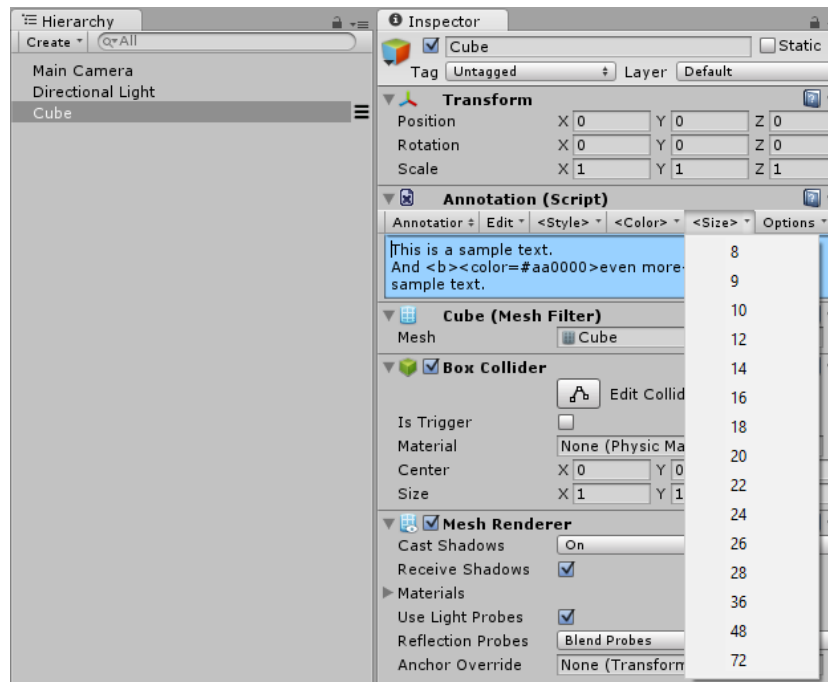 Hierarchy
Create All
Main Camera
Directional Light
Cube
Inspector
Cube Static
Tag Untagged Layer Default
Transform
Position X 0 Y 0 Z 0
Rotation X 0 Y 0 Z 0
Scale X 1 Y 1 Z 1
Annotation (Script)
Annotator Edit <Style> <Color> <Size> Options
This is a sample text.
And <b><color=#aa0000>even more
sample text.
8
9
10
12
14
16
18
20
22
24
26
28
36
48
72
Cube (Mesh Filter)
Mesh Cube
Box Collider
Edit Collid
Is Trigger
Material None (Physic Ma
Center X 0 Y 0
Size X 1 Y 1
Mesh Renderer
Cast Shadows On
Receive Shadows
Materials
Use Light Probes
Reflection Probes Blend Probes
Anchor Override None (Transform